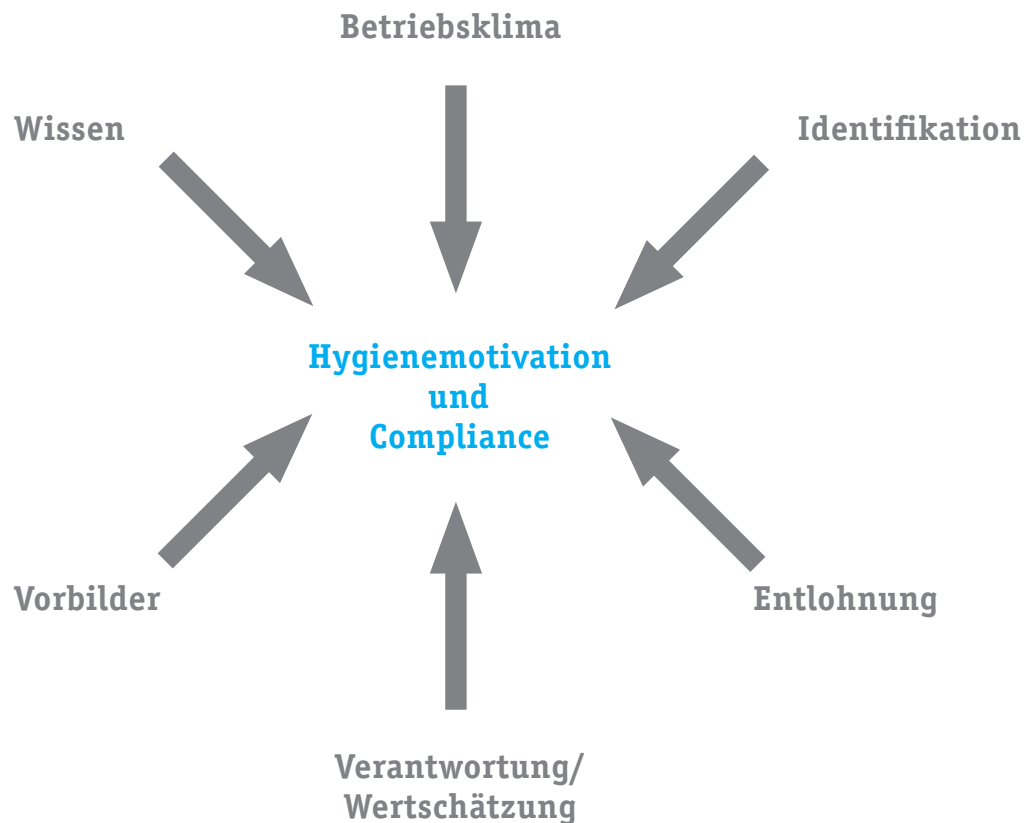 Betriebsklima
Wissen
Identifikation
Hygienemotivation
und
Compliance
Vorbilder
Entlohnung
Verantwortung/
Wertschätzung